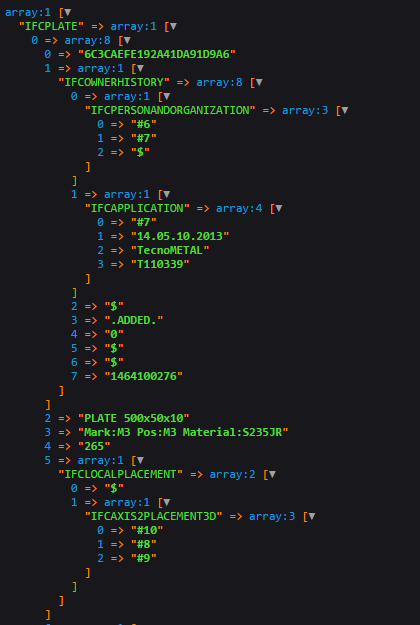 array:1 [▼
  "IFCPLATE" => array:1 [▼
    0 => array:8 [▼
      0 => "6C3CAEFE192A41DA91D9A6"
      1 => array:1 [▼
        "IFCOWNERHISTORY" => array:8 [▼
          0 => array:1 [▼
            "IFCPERSONANDORGANIZATION" => array:3 [▼
              0 => "#6"
              1 => "#7"
              2 => "$"
            ]
          ]
          1 => array:1 [▼
            "IFCAPPLICATION" => array:4 [▼
              0 => "#7"
              1 => "14.05.10.2013"
              2 => "TecnoMETAL"
              3 => "T110339"
            ]
          ]
          2 => "$"
          3 => ".ADDED."
          4 => "0"
          5 => "$"
          6 => "$"
          7 => "1464100276"
        ]
      ]
      2 => "PLATE 500x50x10"
      3 => "Mark:M3 Pos:M3 Material:S235JR"
      4 => "265"
      5 => array:1 [▼
        "IFCLOCALPLACEMENT" => array:2 [▼
          0 => "$"
          1 => array:1 [▼
            "IFCAXIS2PLACEMENT3D" => array:3 [▼
              0 => "#10"
              1 => "#8"
              2 => "#9"
            ]
          ]
        ]
      ]